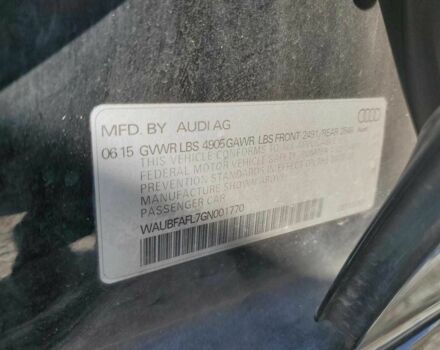 MFD. BY AUDI AG
06.15 GVWR LBS 4905 GAWR LBS FRONT 2491/REAR
THIS VEHICLE CONFORMS TO ALL APPLICABLE
FEDERAL MOTOR VEHICLE SAFETY, BUMPER AND
THEFT PREVENTION STANDARDS IN EFFECT ON THE DATE OF
MANUFACTURE SHOWN ABOVE.
PASSENGER CAR
WAUBFAFL7GN001770
Audi